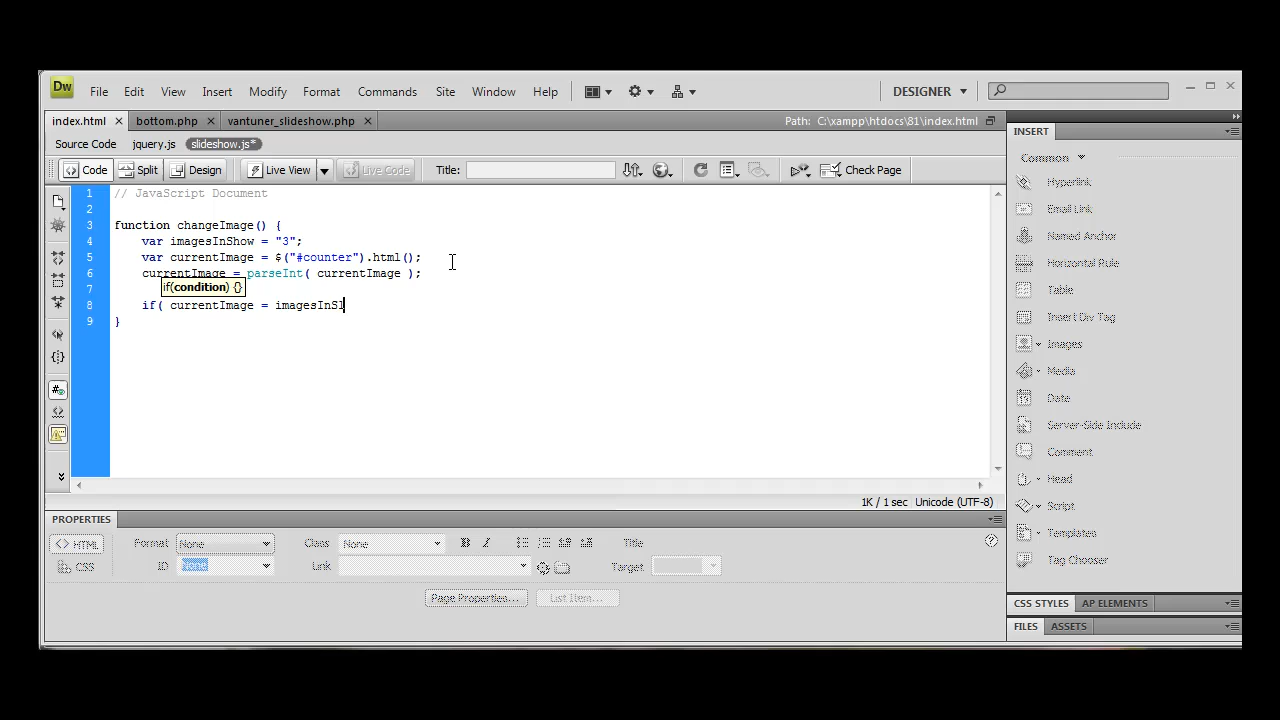 Dw File Edit View Insert Modify Format Commands Site Window Help DESIGNER
index.html bottom.php vantuner_slideshow.php Path: C:\xampp\htdocs\81\index.html
Source Code jquery.js slideshow.js*
Code Split Design Live View Live Code Title: Check Page
1 // JavaScript Document
2
3 function changeImage() {
4 var imagesInShow = "3";
5 var currentImage = $("#counter").html();
6 currentImage = parseInt( currentImage );
7 if(condition) {}
8 if( currentImage = imagesInSl
9 }
1K / 1 sec Unicode (UTF-8)
PROPERTIES
<> HTML Format None Class None B I Title
CSS ID None Link Target
Page Properties... List Item...
INSERT
Common
Hyperlink
Email Link
Named Anchor
Horizontal Rule
Table
Insert Div Tag
Images
Media
Date
Server-Side Include
Comment
Head
Script
Templates
Tag Chooser
CSS STYLES AP ELEMENTS
FILES ASSETS